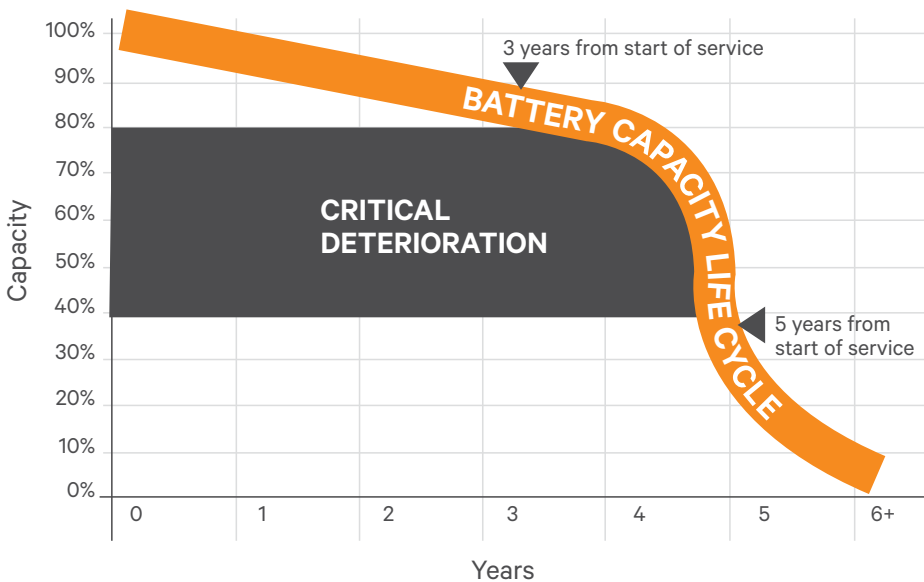 100%
90%
80%
70%
60%
50%
40%
30%
20%
10%
0%
Capacity
3 years from start of service
BATTERY CAPACITY LIFE CYCLE
CRITICAL
DETERIORATION
5 years from
start of service
0 1 2 3 4 5 6+
Years